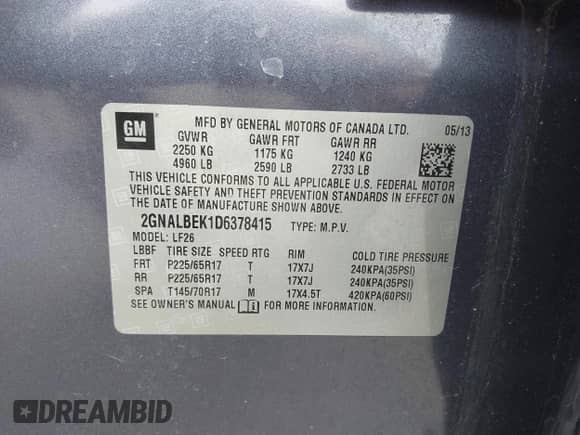 GM
MFD BY GENERAL MOTORS OF CANADA LTD. 05/13
GVWR GAWR FRT GAWR RR
2250 KG 1175 KG 1240 KG
4960 LB 2590 LB 2733 LB
THIS VEHICLE CONFORMS TO ALL APPLICABLE U.S. FEDERAL MOTOR
VEHICLE SAFETY AND THEFT PREVENTION STANDARDS IN EFFECT ON
THE DATE OF MANUFACTURE SHOWN ABOVE.
2GNALBEK1D6378415 TYPE: M.P.V.
MODEL: LF26
LBBF TIRE SIZE SPEED RTG RIM COLD TIRE PRESSURE
FRT P225/65R17 T 17X7J 240KPA(35PSI)
RR P225/65R17 T 17X7J 240KPA(35PSI)
SPA T145/70R17 M 17X4.5T 420KPA(60PSI)
SEE OWNER'S MANUAL FOR MORE INFORMATION.
DREAMBID